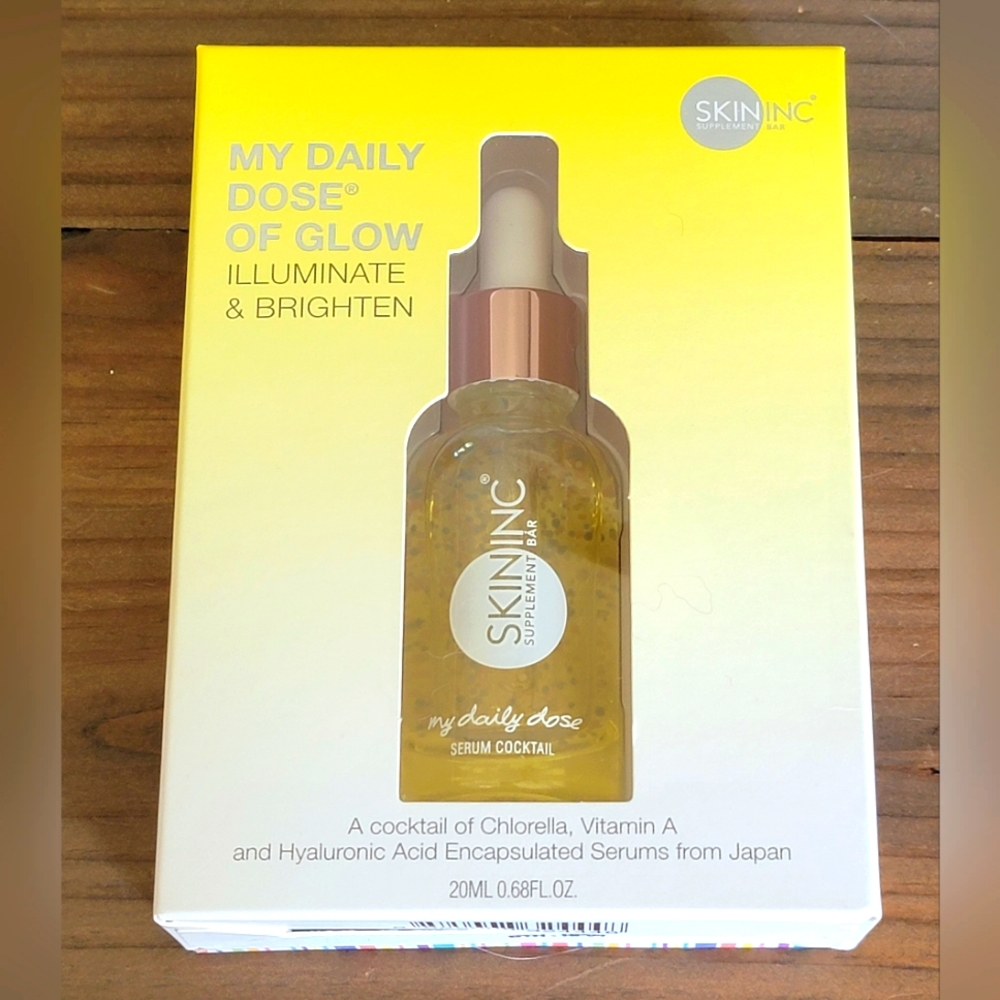 SKIN INC®
SUPPLEMENT BAR
MY DAILY
DOSE®
OF GLOW
ILLUMINATE
& BRIGHTEN
SKIN INC®
SUPPLEMENT BAR
my daily dose
SERUM COCKTAIL
A cocktail of Chlorella, Vitamin A
and Hyaluronic Acid Encapsulated Serums from Japan
20ML 0.68FL.OZ.